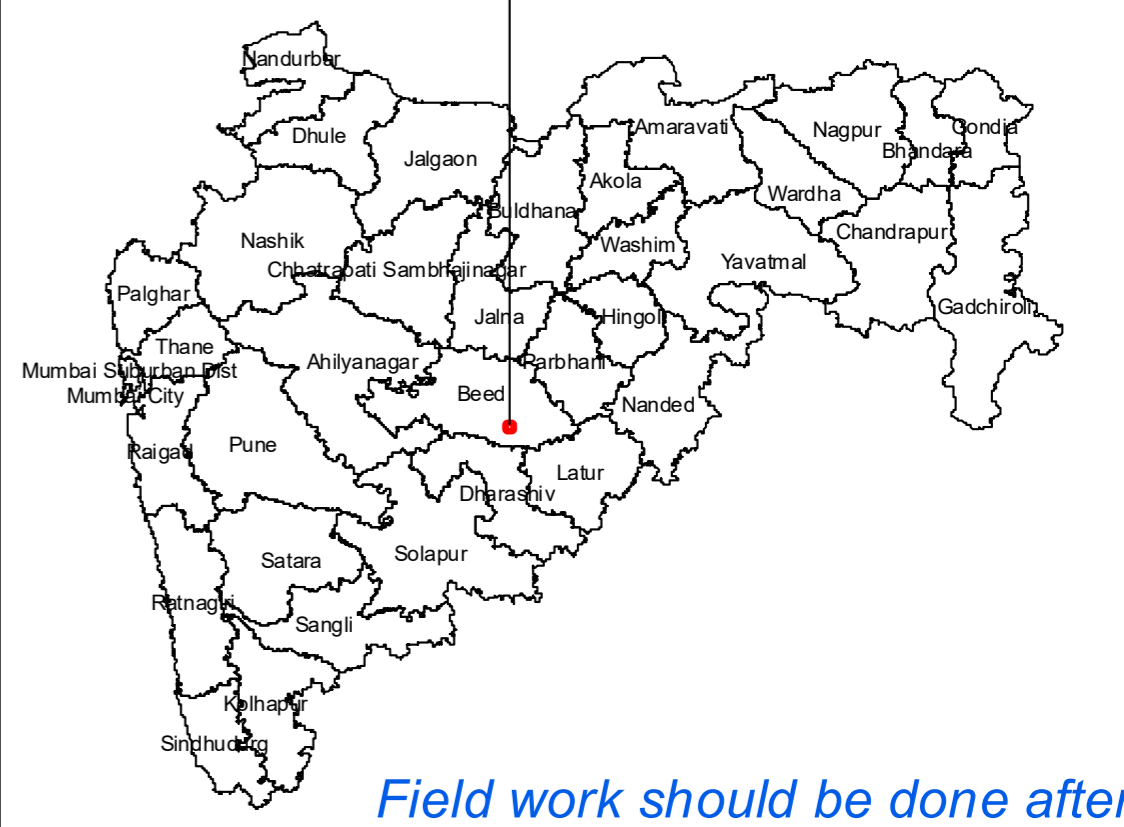 Nandurbar
Dhule
Jalgaon
Amaravati
Nagpur
Gondia
Bhandara
Akola
Wardha
Buldhana
Nashik
Washim
Chandrapur
Chhatrapati Sambhajinagar
Yavatmal
Palghar
Gadchiroli
Jalna
Hingoli
Thane
Ahilyanagar
Parbhani
Mumbai Suburban Dist
Mumbai City
Beed
Nanded
Pune
Raigad
Latur
Dharashiv
Solapur
Satara
Ratnagiri
Sangli
Kolhapur
Sindhudurg
Field work should be done after